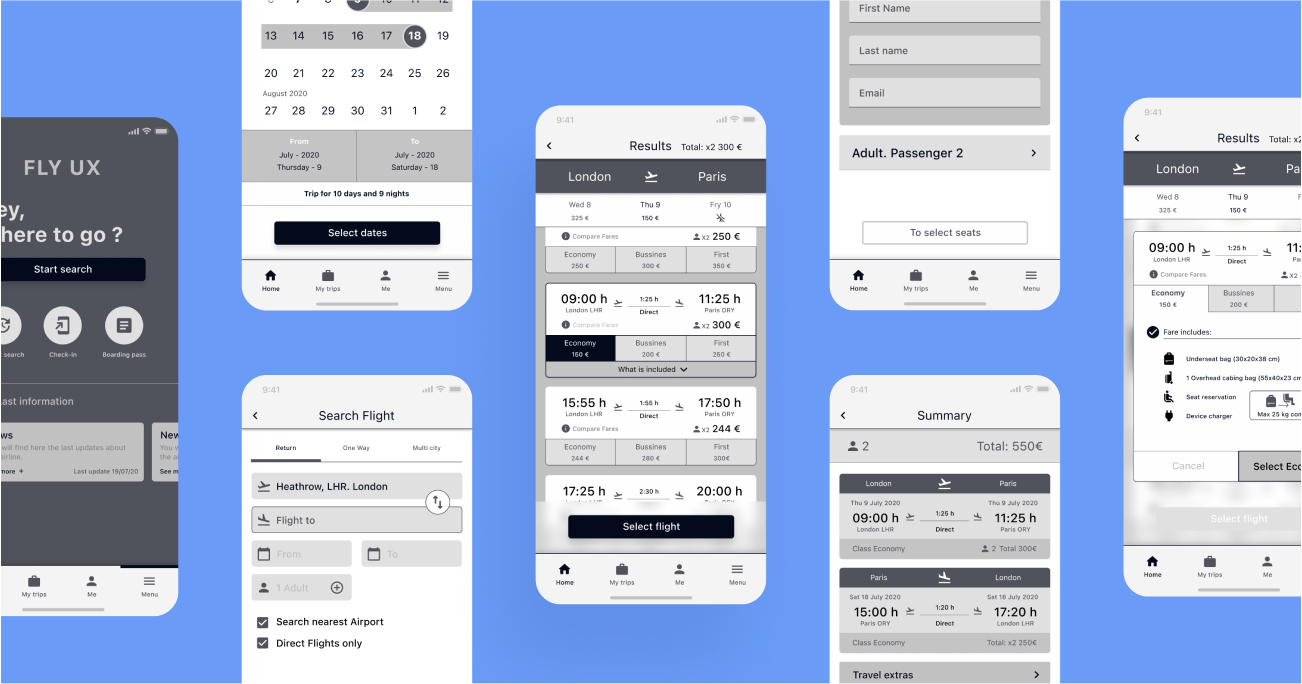 FLY UX
ey,
here to go ?
Start search
search
Check-in
Boarding pass
ast information
ws
will find here the last updates about
airline.
more +
Last update 19/07/20
New
You w
the a
See m
My trips
Me
Menu
7
10
11
12
13 14 15 16 17 18 19
20 21 22 23 24 25 26
August 2020
27 28 29 30 31 1 2
From
To
July - 2020
July - 2020
Thursday - 9
Saturday - 18
Trip for 10 days and 9 nights
Select dates
Home
My trips
Me
Menu
9:41
Search Flight
Return
One Way
Multi city
Heathrow, LHR. London
Flight to
From
To
1 Adult
Search nearest Airport
Direct Flights only
9:41
Results
Total: x2 300 €
London
Paris
Wed 8
Thu 9
Fry 10
325 €
150 €
Compare Fares
X2 250 €
Economy
Bussines
First
250 €
300 €
350 €
09:00 h
1:25 h
11:25 h
London LHR
Direct
Paris ORY
Compare Fares
X2 300 €
Economy
Bussines
First
150 €
200 €
250 €
What is included
15:55 h
1:55 h
17:50 h
London LHR
Direct
Paris ORY
Compare Fares
X2 244 €
Economy
Bussines
First
244 €
280 €
300€
17:25 h
2:30 h
20:00 h
Select flight
Home
My trips
Me
Menu
First Name
Last name
Email
Adult. Passenger 2
To select seats
Home
My trips
Me
Menu
9:41
Summary
2
Total: 550€
London
Paris
Thu 9 July 2020
Thu 9 July 2020
09:00 h
1:25 h
11:25 h
London LHR
Direct
Paris ORY
Class Economy
2 Total 300€
Paris
London
Sat 18 July 2020
Sat 18 July 2020
15:00 h
1:20 h
17:20 h
Paris ORY
Direct
London LHR
Class Economy
Total: x2 250€
Travel extras
9:41
Results
Total: x2
London
Pa
Wed 8
Thu 9
F
325 €
150 €
09:00 h
1:25 h
11:
London LHR
Direct
Pa
Compare Fares
X2
Economy
Bussines
150 €
200 €
Fare includes:
Underseat bag (30x20x38 cm)
1 Overhead cabing bag (55x40x23 cm
Seat reservation
Device charger
Max 25 kg com
Cancel
Select Eco
Select flight
Home
My trips
Me